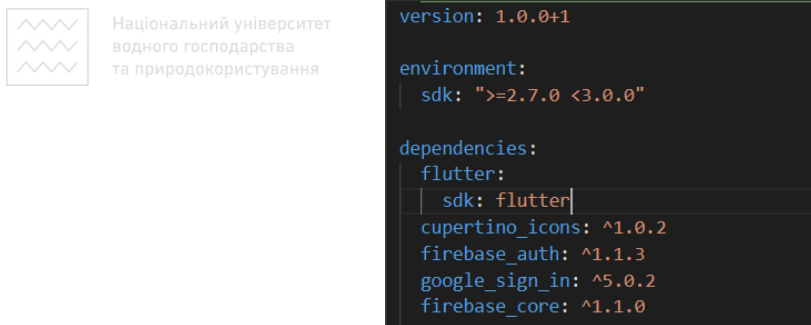 Національний університет
водного господарства
та природокористування
version: 1.0.0+1
environment:
sdk: ">=2.7.0 <3.0.0"
dependencies:
flutter:
sdk: flutter
cupertino_icons: ^1.0.2
firebase_auth: ^1.1.3
google_sign_in: ^5.0.2
firebase_core: ^1.1.0